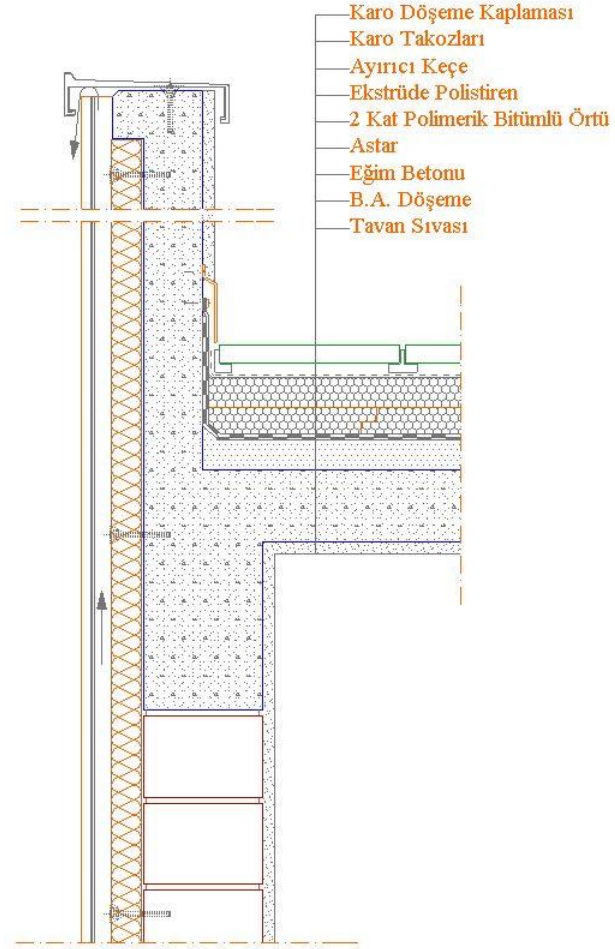 Karo Döşeme Kaplaması
Karo Takozları
Ayırıcı Keçe
Ekstrüde Polistiren
2 Kat Polimerik Bitümlü Örtü
Astar
Eğim Betonu
B.A. Döşeme
Tavan Sıvası